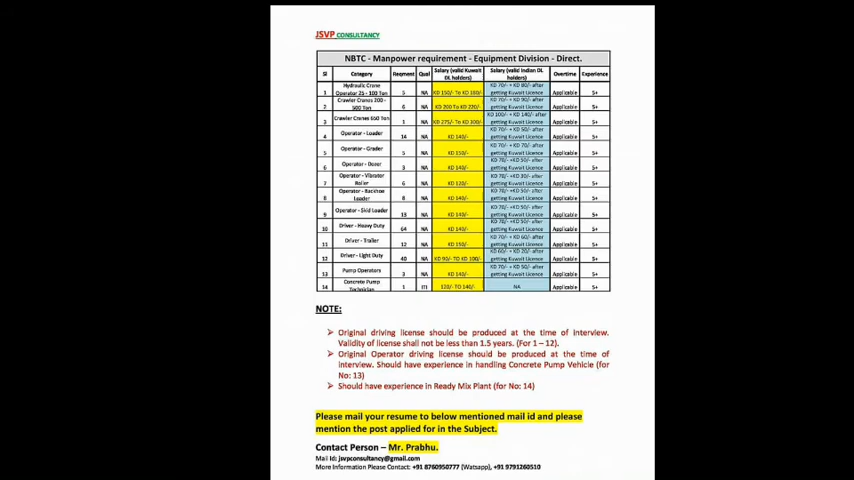 JSVP CONSULTANCY
NBTC - Manpower requirement - Equipment Division - Direct.
Sl Category Reqment Qual Salary (valid Kuwait DL holders) Salary (valid Indian DL holders) Overtime Experience
1 Hydraulic Crane Operator 25 - 100 Ton 5 NA KD 150/- To KD 180/- KD 70/- + KD 80/- after getting Kuwait Licence Applicable 5+
2 Crawler Cranes 200 - 500 Ton 6 NA KD 200 To KD 220/- KD 70/- + KD 90/- after getting Kuwait Licence Applicable 5+
3 Crawler Cranes 650 Ton 1 NA KD 275/- To KD 300/- KD 100/- + KD 140/- after getting Kuwait Licence Applicable 5+
4 Operator - Loader 14 NA KD 140/- KD 70/- + KD 50/- after getting Kuwait Licence Applicable 5+
5 Operator - Grader 5 NA KD 150/- KD 70/- + KD 70/- after getting Kuwait Licence Applicable 5+
6 Operator - Dozer 3 NA KD 140/- KD 70/- +KD 50/- after getting Kuwait Licence Applicable 5+
7 Operator - Vibrator Roller 6 NA KD 120/- KD 70/- +KD 30/- after getting Kuwait Licence Applicable 5+
8 Operator - Backhoe Loader 8 NA KD 140/- KD 70/- +KD 50/- after getting Kuwait Licence Applicable 5+
9 Operator - Skid Loader 13 NA KD 140/- KD 70/- +KD 50/- after getting Kuwait Licence Applicable 5+
10 Driver - Heavy Duty 64 NA KD 140/- KD 70/- + KD 50/- after getting Kuwait Licence Applicable 5+
11 Driver - Trailer 12 NA KD 150/- KD 70/- + KD 60/- after getting Kuwait Licence Applicable 5+
12 Driver - Light Duty 40 NA KD 90/- TO KD 100/- KD 60/- + KD 20/- after getting Kuwait Licence Applicable 5+
13 Pump Operators 3 NA KD 140/- KD 70/- + KD 50/- after getting Kuwait Licence Applicable 5+
14 Concrete Pump Technician 1 ITI 120/- TO 140/- NA Applicable 5+
NOTE:
➢ Original driving license should be produced at the time of Interview.
Validity of license shall not be less than 1.5 years. (For 1 – 12).
➢ Original Operator driving license should be produced at the time of
interview. Should have experience in handling Concrete Pump Vehicle (for
No: 13)
➢ Should have experience in Ready Mix Plant (for No: 14)
Please mail your resume to below mentioned mail id and please
mention the post applied for in the Subject.
Contact Person – Mr. Prabhu.
Mail Id: jsvpconsultancy@gmail.com
More Information Please Contact: +91 8760950777 (Watsapp), +91 9791260510